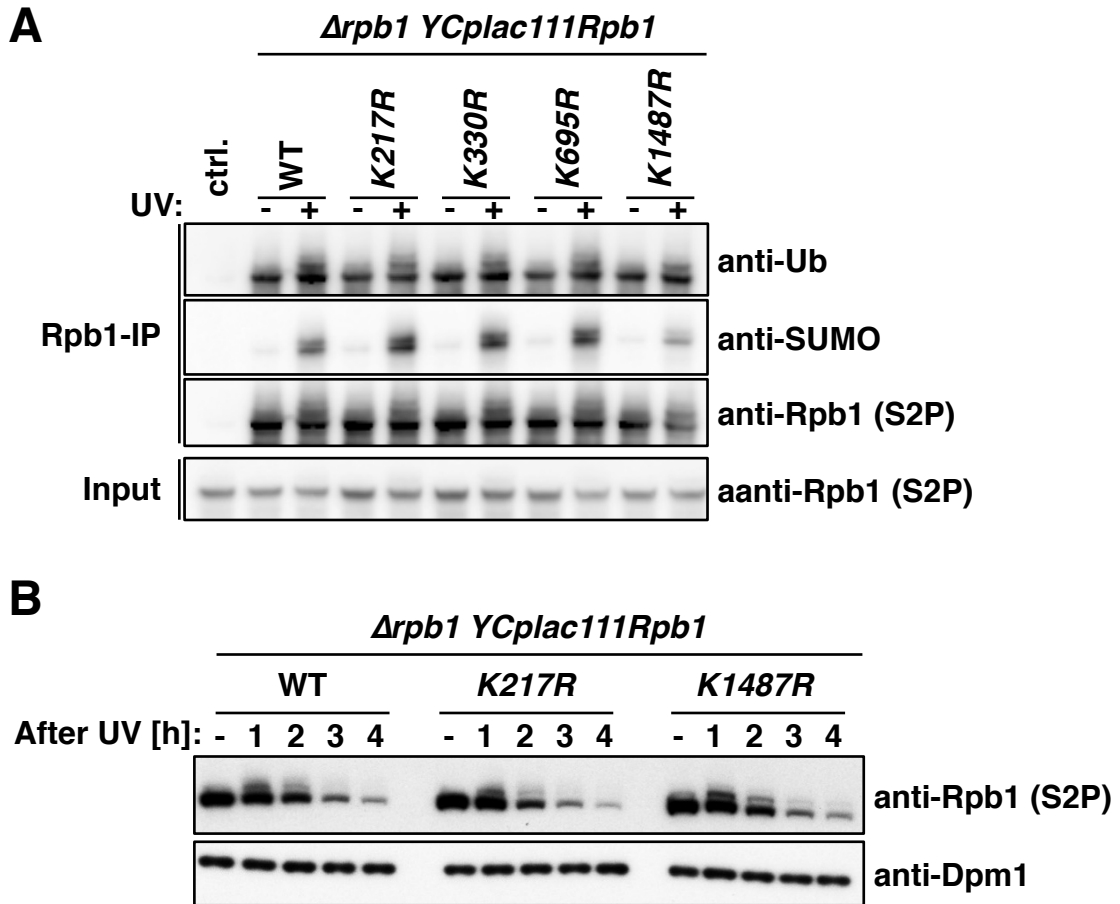 A
Δrpb1 YCplac111Rpb1
ctrl. WT K217R K330R K695R K1487R
UV: - + - + - + - + - +
anti-Ub
Rpb1-IP anti-SUMO
anti-Rpb1 (S2P)
Input aanti-Rpb1 (S2P)
B
Δrpb1 YCplac111Rpb1
WT K217R K1487R
After UV [h]: - 1 2 3 4 - 1 2 3 4 - 1 2 3 4
anti-Rpb1 (S2P)
anti-Dpm1